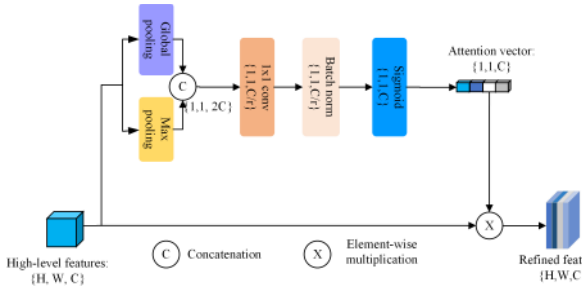 Global
pooling
Max
pooling
C
{1,1, 2C}
1x1 conv
{1,1,C/r}
Batch norm
{1,1,C/r}
Sigmoid
{1,1,C}
Attention vector:
{1,1,C}
X
High-level features:
{H, W, C}
C
Concatenation
X
Element-wise
multiplication
Refined feat
{H,W,C